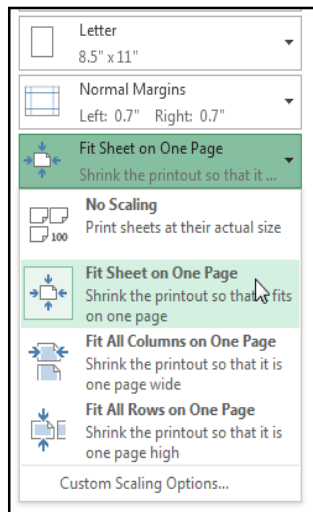 Letter
8.5" x 11"
Normal Margins
Left: 0.7" Right: 0.7"
Fit Sheet on One Page
Shrink the printout so that it ...
No Scaling
100
Print sheets at their actual size
Fit Sheet on One Page
Shrink the printout so that fits
on one page
Fit All Columns on One Page
Shrink the printout so that it is
one page wide
Fit All Rows on One Page
Shrink the printout so that it is
one page high
Custom Scaling Options...